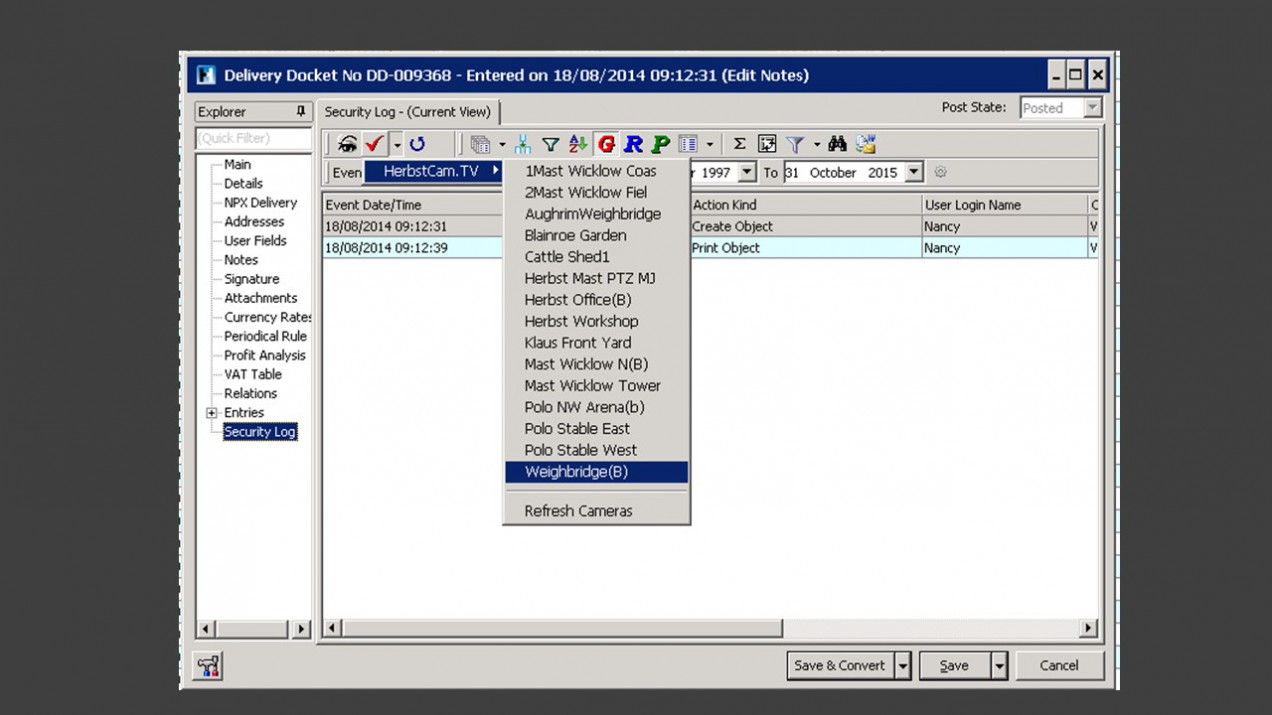 Delivery Docket No DD-009368 - Entered on 18/08/2014 09:12:31 (Edit Notes)
Explorer
Security Log - (Current View)
Post State:
Posted
(Quick Filter)
Main
Details
NPX Delivery
Addresses
User Fields
Notes
Signature
Attachments
Currency Rates
Periodical Rule
Profit Analysis
VAT Table
Relations
Entries
Security Log
G R P Σ
Even
HerbstCam.TV
r 1997 To 31 October 2015
1Mast Wicklow Coas
2Mast Wicklow Fiel
AughrimWeighbridge
Blainroe Garden
Cattle Shed1
Herbst Mast PTZ MJ
Herbst Office(B)
Herbst Workshop
Klaus Front Yard
Mast Wicklow N(B)
Mast Wicklow Tower
Polo NW Arena(b)
Polo Stable East
Polo Stable West
Weighbridge(B)
Refresh Cameras
Event Date/Time Action Kind User Login Name C
18/08/2014 09:12:31 Create Object Nancy
18/08/2014 09:12:39 Print Object Nancy
Save & Convert
Save
Cancel